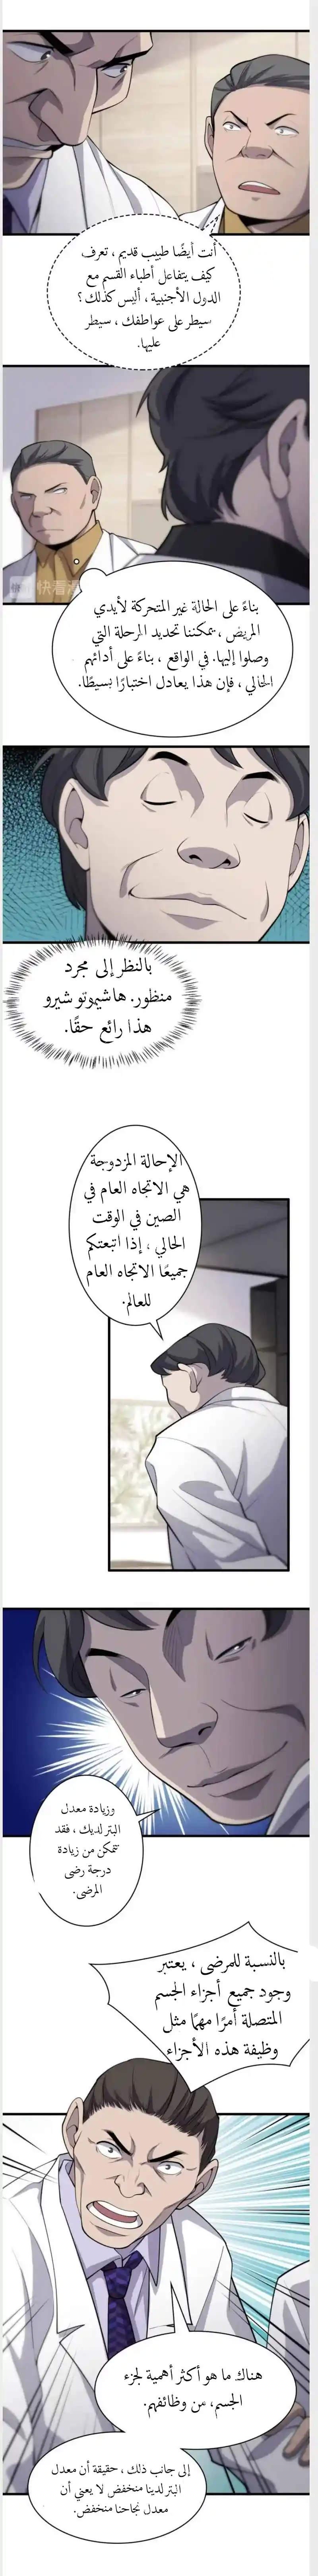 أنت أيضًا طبيب قديم ، تعرف
كيف يتفاعل أطباء القسم مع
الدول الأجنبية ، أليس كذلك ؟
سيطر على عواطفك ، سيطر
عليها.
快看漫
بناءً على الحالة غير المتحركة لأيدي
المريض ، يمكننا تحديد المرحلة التي
وصلوا إليها. في الواقع ، بناءً على أدائهم
الحالي ، فإن هذا يعادل اختبارًا بسيطًا.
بالنظر إلى مجرد
منظور. هاشيموتو شيرو
هذا رائع حقًا.
الإحالة المزدوجة
هي الاتجاه العام في
الصين في الوقت
الحالي ، إذا اتبعتكم
جميعًا الاتجاه العام
للعالم.
وزيادة معدل
البتر لديك ، فقد
تتمكن من زيادة
درجة رضى
المرضى.
بالنسبة للمرضى ، يعتبر
وجود جميع أجزاء الجسم
المتصلة أمرًا مهمًا مثل
وظيفة هذه الأجزاء
هناك ما هو أكثر أهمية لجزء
الجسم، من وظائفهم.
إلى جانب ذلك ، حقيقة أن معدل
البتر لدينا منخفض لا يعني أن
معدل نجاحنا منخفض.